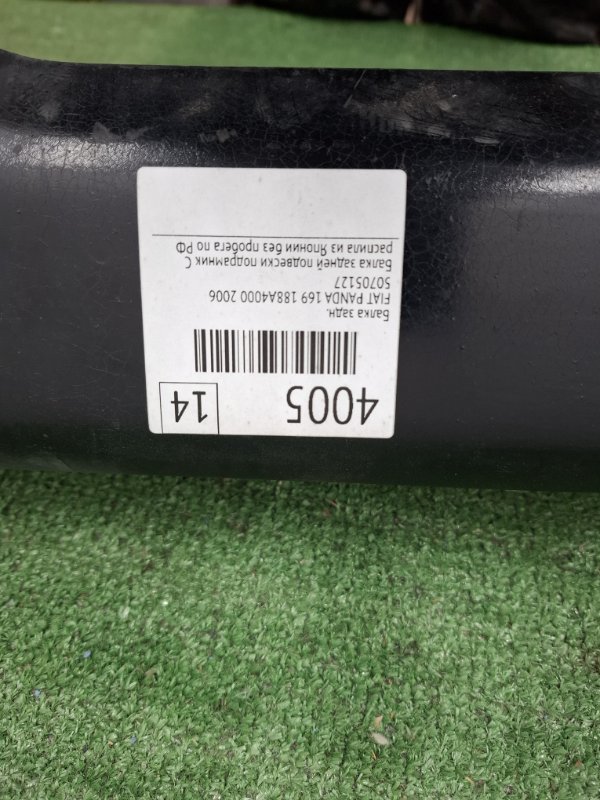 4005
14
Балка задн.
FIAT PANDA 169 188A4000 2006
50705127
Балка задней подвески подрамник С
распила из Японии без пробега по РФ